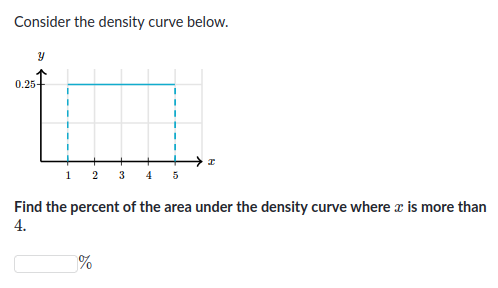 Consider the density curve below.
y
0.25
x
1 2 3 4 5
Find the percent of the area under the density curve where x is more than
4.
%